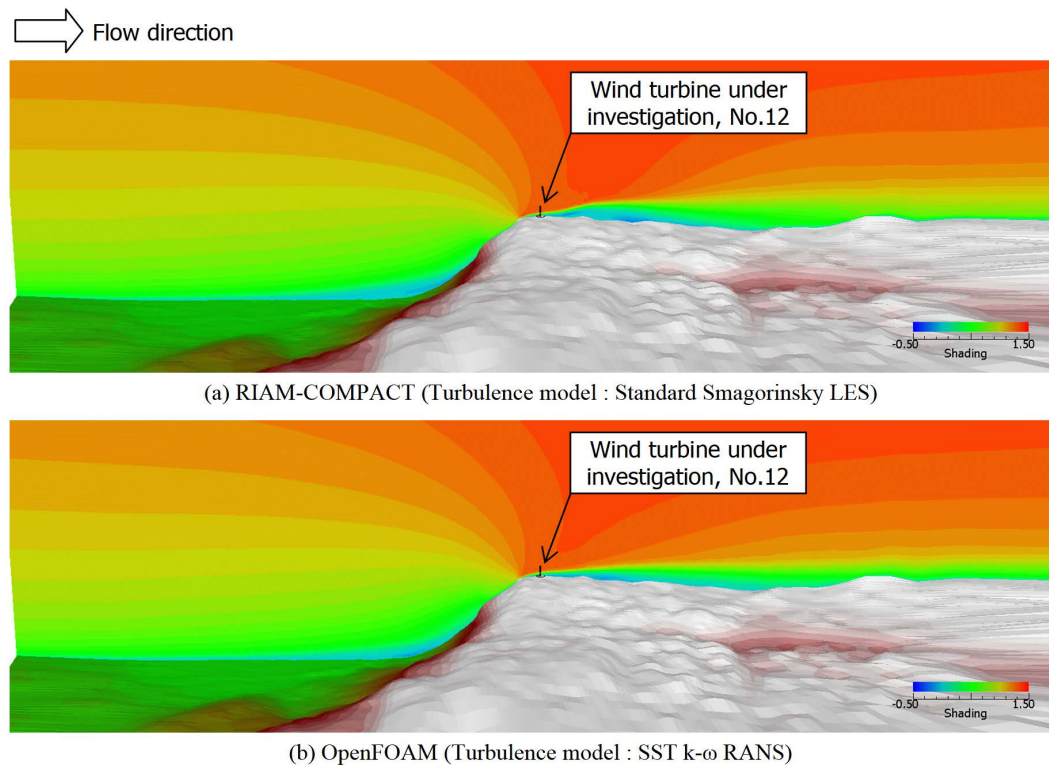 Flow direction
Wind turbine under
investigation, No.12
-0.50 1.50
Shading
(a) RIAM-COMPACT (Turbulence model : Standard Smagorinsky LES)
Wind turbine under
investigation, No.12
-0.50 1.50
Shading
(b) OpenFOAM (Turbulence model : SST k-ω RANS)